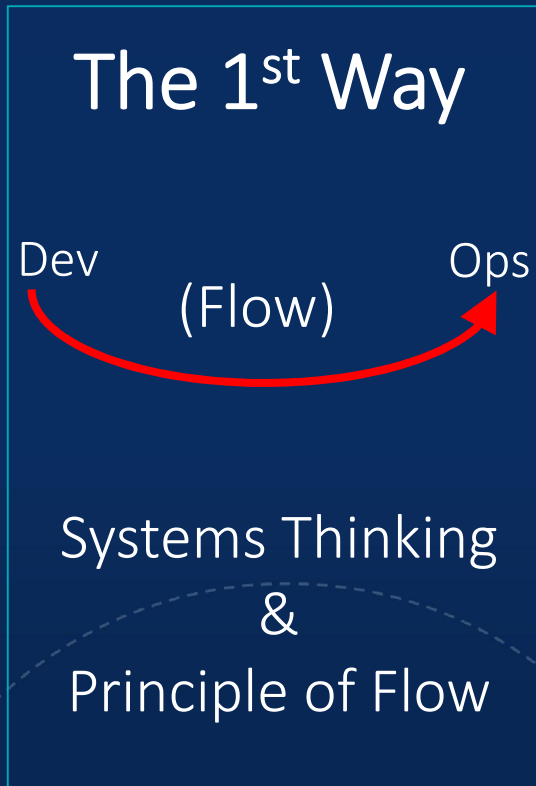 The 1st Way
Dev
Ops
(Flow)
Systems Thinking
&
Principle of Flow